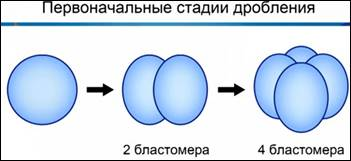 Первоначальные стадии дробления
2 бластомера
4 бластомера